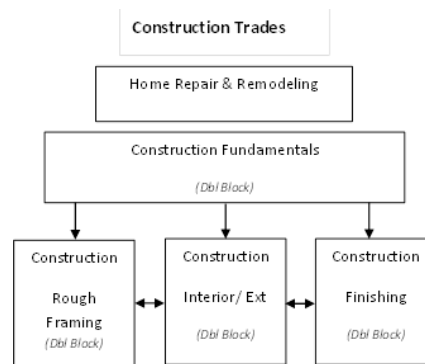 Construction Trades
Home Repair & Remodeling
Construction Fundamentals
(Dbl Block)
Construction
Rough
Framing
(Dbl Block)
Construction
Interior/ Ext
(Dbl Block)
Construction
Finishing
(Dbl Block)